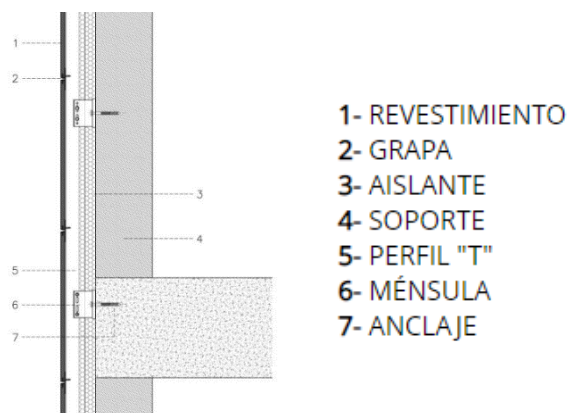 1
2
3
4
5
6
7
1- REVESTIMIENTO
2- GRAPA
3- AISLANTE
4- SOPORTE
5- PERFIL "T"
6- MÉNSULA
7- ANCLAJE